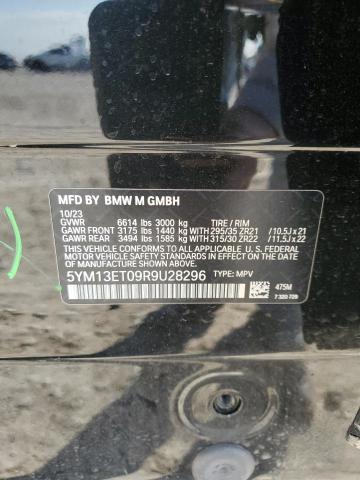 MFD BY BMW M GMBH
10/23
GVWR 6614 lbs 3000 kg TIRE / RIM
GAWR FRONT 3175 lbs 1440 kg WITH 295/35 ZR21 /10.5J x 21
GAWR REAR 3494 lbs 1585 kg WITH 315/30 ZR22 /11.5J x 22
THIS VEHICLE CONFORMS TO ALL APPLICABLE U.S. FEDERAL
MOTOR VEHICLE SAFETY STANDARDS IN EFFECT ON THE
DATE OF MANUFACTURE SHOWN ABOVE.
5YM13ET09R9U28296 TYPE: MPV
475M
7 320 729